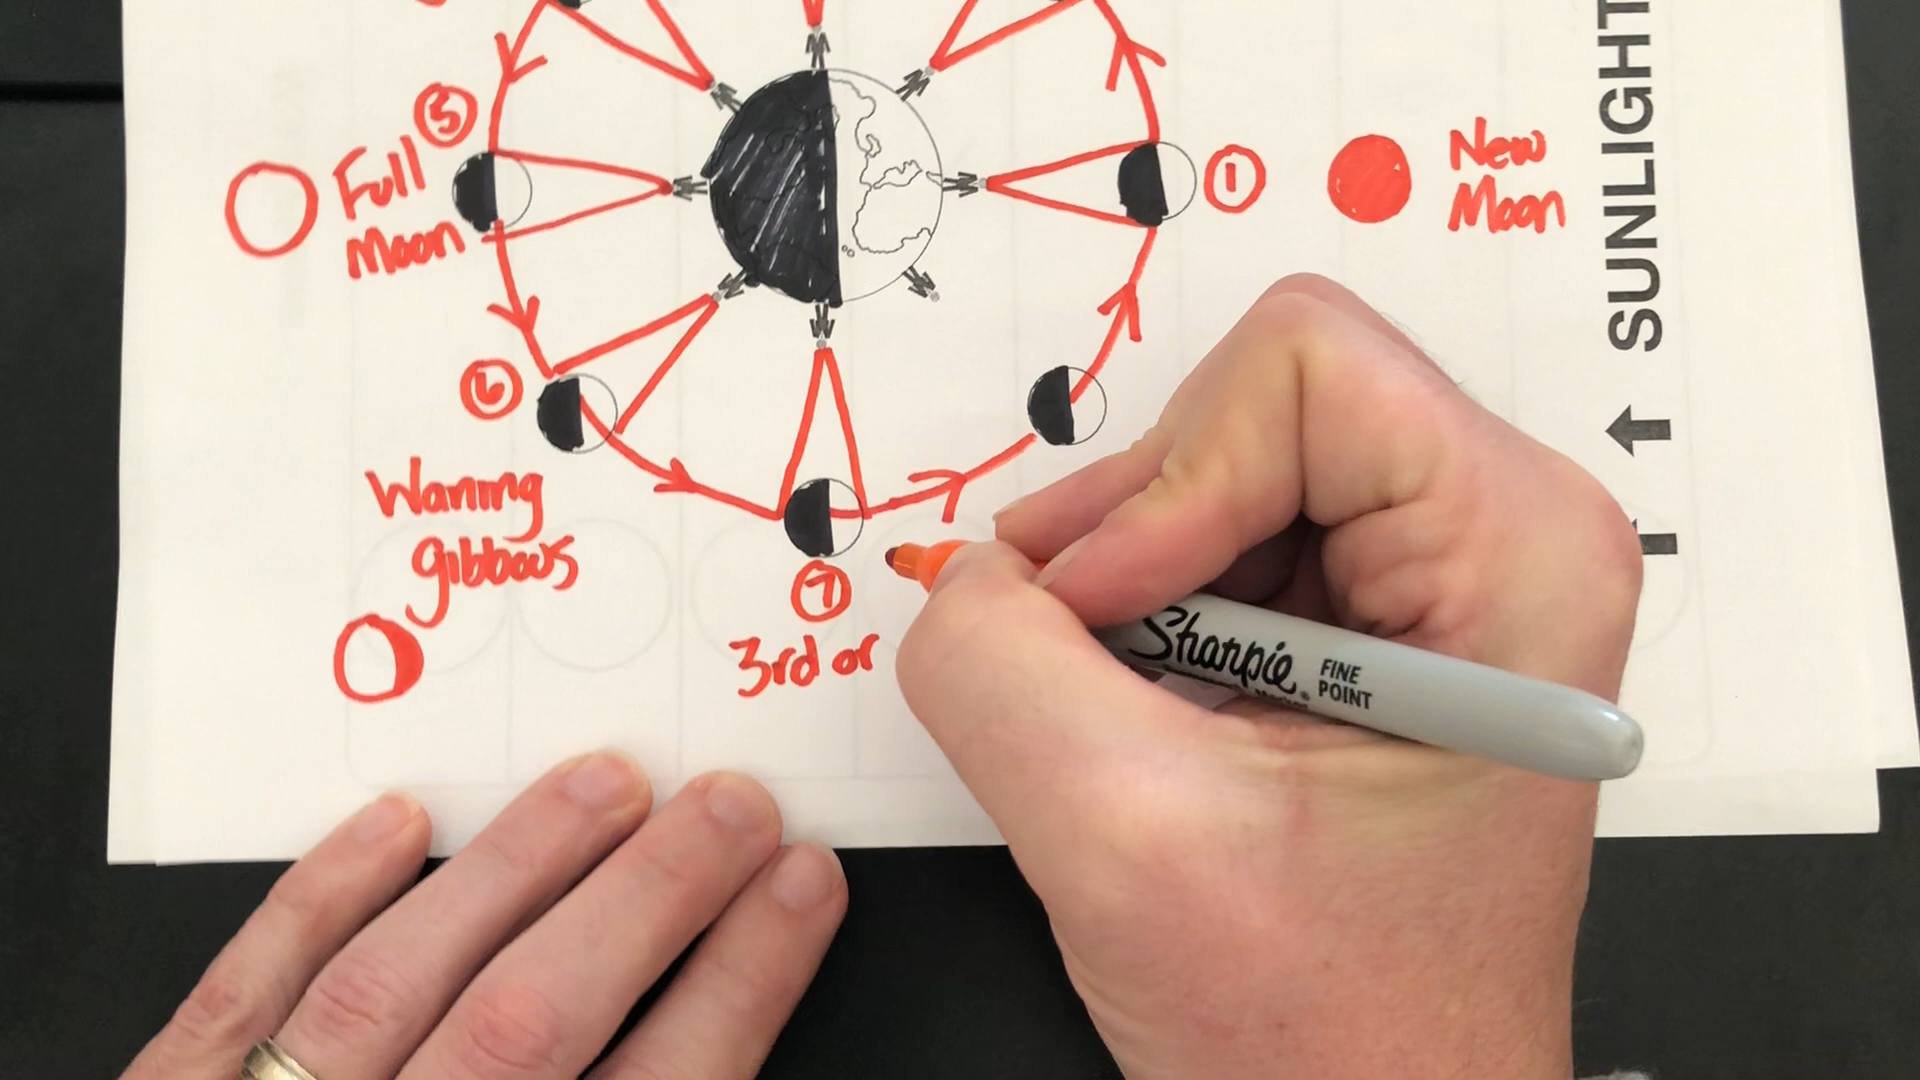 5
Full
Moon
1
New
Moon
SUNLIGHT
6
Waning
gibbous
7
3rd or
Sharpie
FINE
POINT